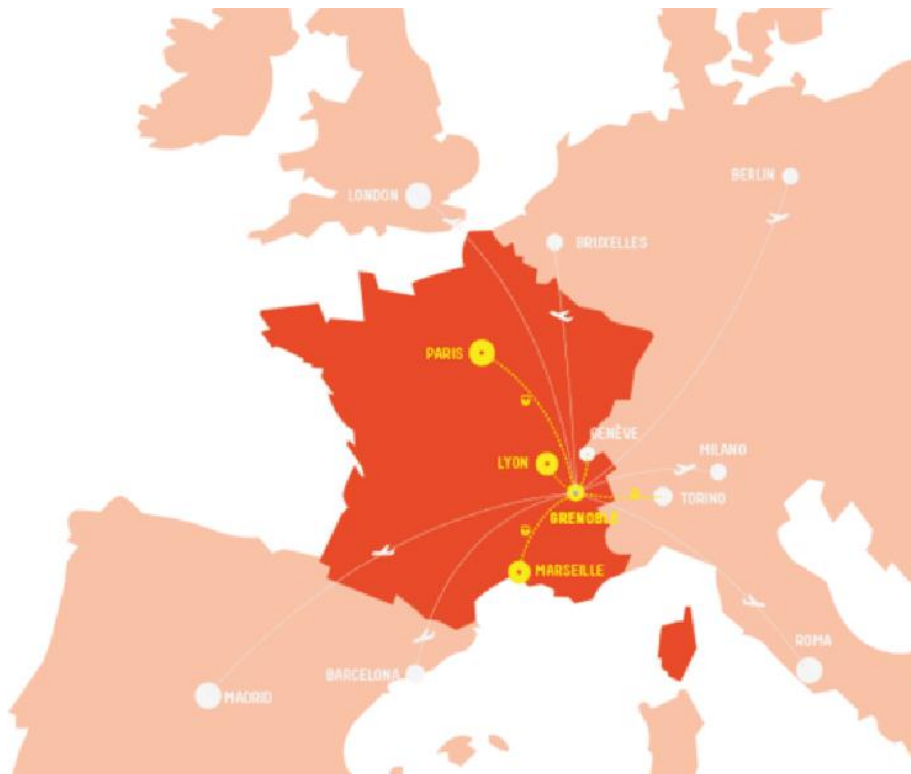 BERLIN
LONDON
BRUXELLES
PARIS
GENÈVE
MILANO
LYON
TORINO
GRENOBLE
MARSEILLE
ROMA
BARCELONA
MADRID